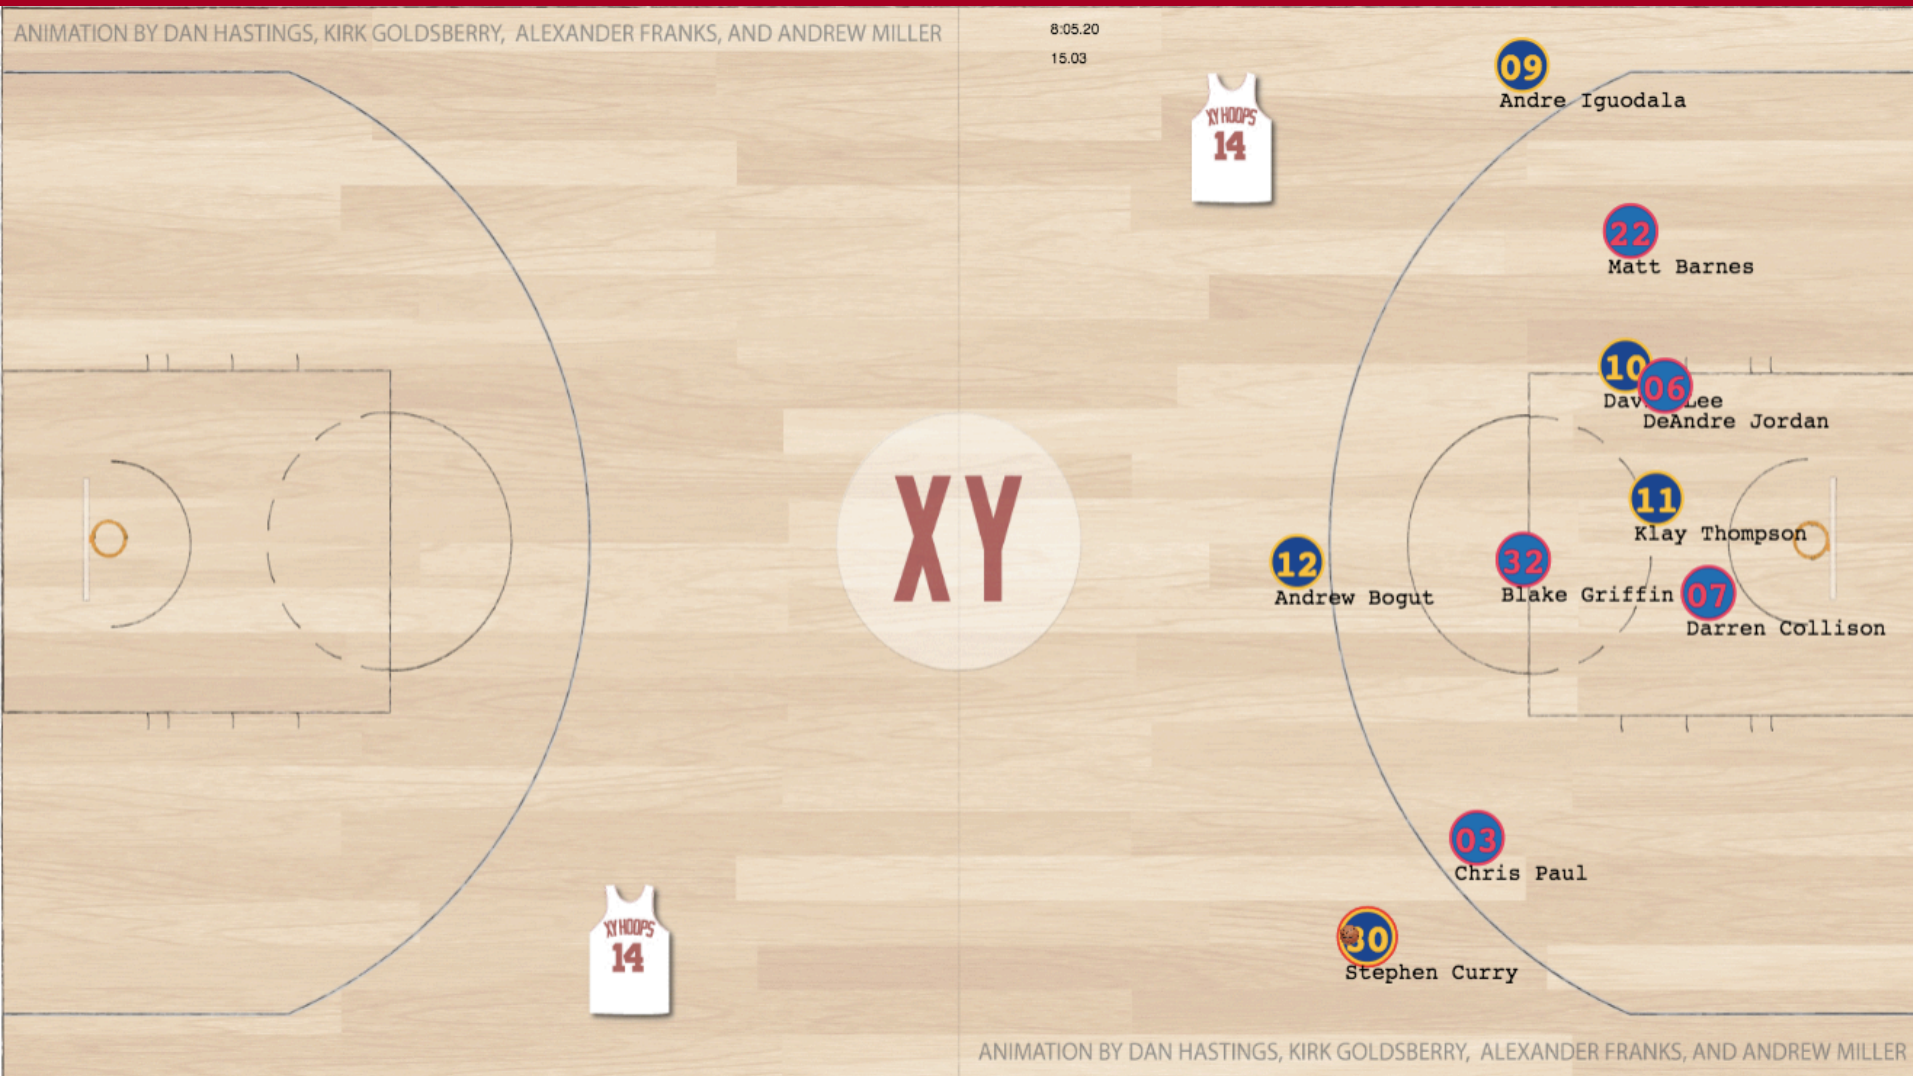 ANIMATION BY DAN HASTINGS, KIRK GOLDSBERRY, ALEXANDER FRANKS, AND ANDREW MILLER
8:05.20
15.03
09
Andre Iguodala
XY HOOPS
14
22
Matt Barnes
10
06
Lee
DeAndre Jordan
11
Klay Thompson
XY
12
Andrew Bogut
32
Blake Griffin
07
Darren Collison
03
Chris Paul
XY HOOPS
14
30
Stephen Curry
ANIMATION BY DAN HASTINGS, KIRK GOLDSBERRY, ALEXANDER FRANKS, AND ANDREW MILLER